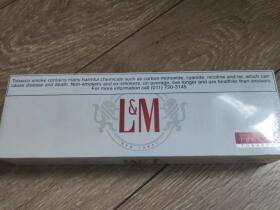 Tobacco smoke contains many harmful chemicals such as carbon monoxide, cyanide, nicotine and tar, which can
cause disease and death. Non-smokers and ex-smokers, on average, live longer and are healthier than smokers.
For more information call (011) 720-3145
L&M
RED LABEL